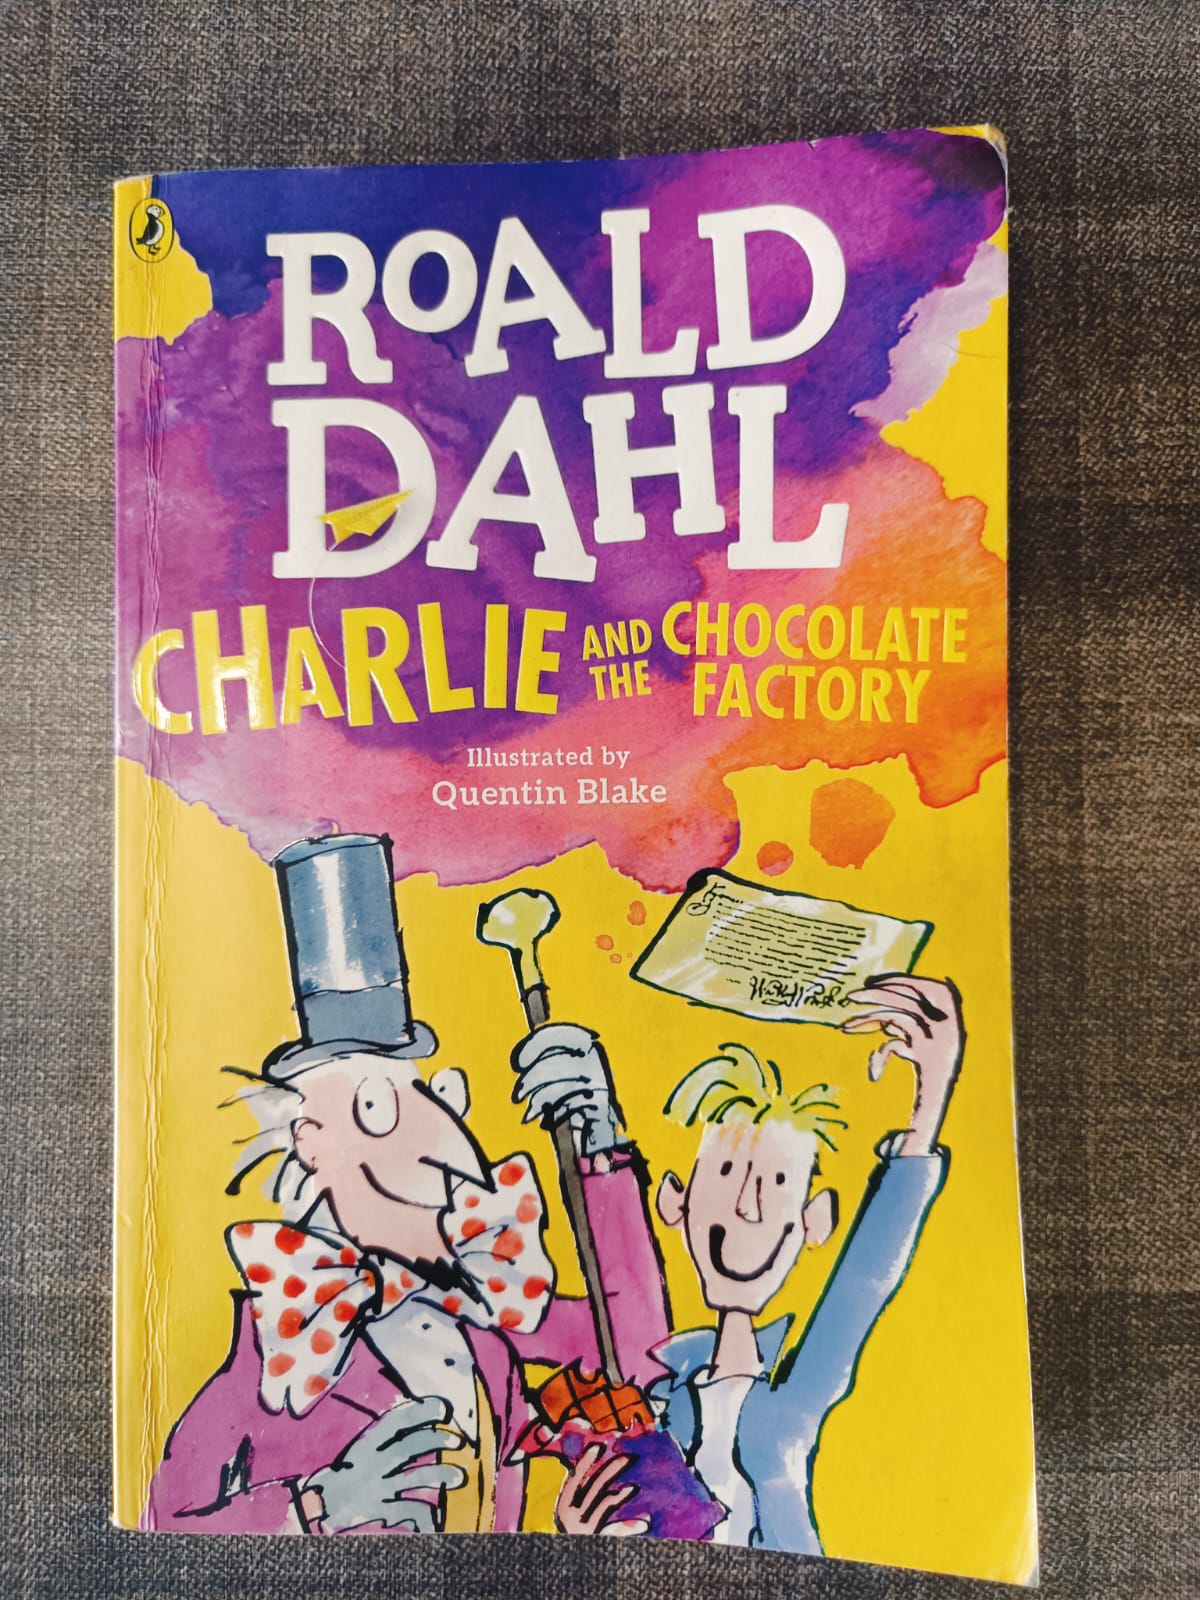 ROALD
DAHL
CHARLIE AND THE CHOCOLATE FACTORY
Illustrated by
Quentin Blake